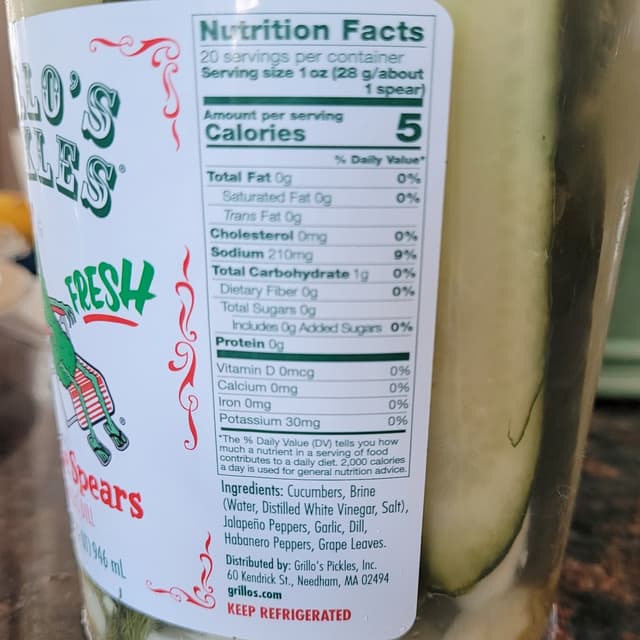 LO'S
KLES®
FRESH
Spears
DILL
946 mL
Nutrition Facts
20 servings per container
Serving size 1 oz (28 g/about
1 spear)
Amount per serving
Calories 5
% Daily Value*
Total Fat 0g 0%
Saturated Fat 0g 0%
Trans Fat 0g
Cholesterol 0mg 0%
Sodium 210mg 9%
Total Carbohydrate 1g 0%
Dietary Fiber 0g 0%
Total Sugars 0g
Includes 0g Added Sugars 0%
Protein 0g
Vitamin D 0mcg 0%
Calcium 0mg 0%
Iron 0mg 0%
Potassium 30mg 0%
*The % Daily Value (DV) tells you how
much a nutrient in a serving of food
contributes to a daily diet. 2,000 calories
a day is used for general nutrition advice.
Ingredients: Cucumbers, Brine
(Water, Distilled White Vinegar, Salt),
Jalapeño Peppers, Garlic, Dill,
Habanero Peppers, Grape Leaves.
Distributed by: Grillo's Pickles, Inc.
60 Kendrick St., Needham, MA 02494
grillos.com
KEEP REFRIGERATED